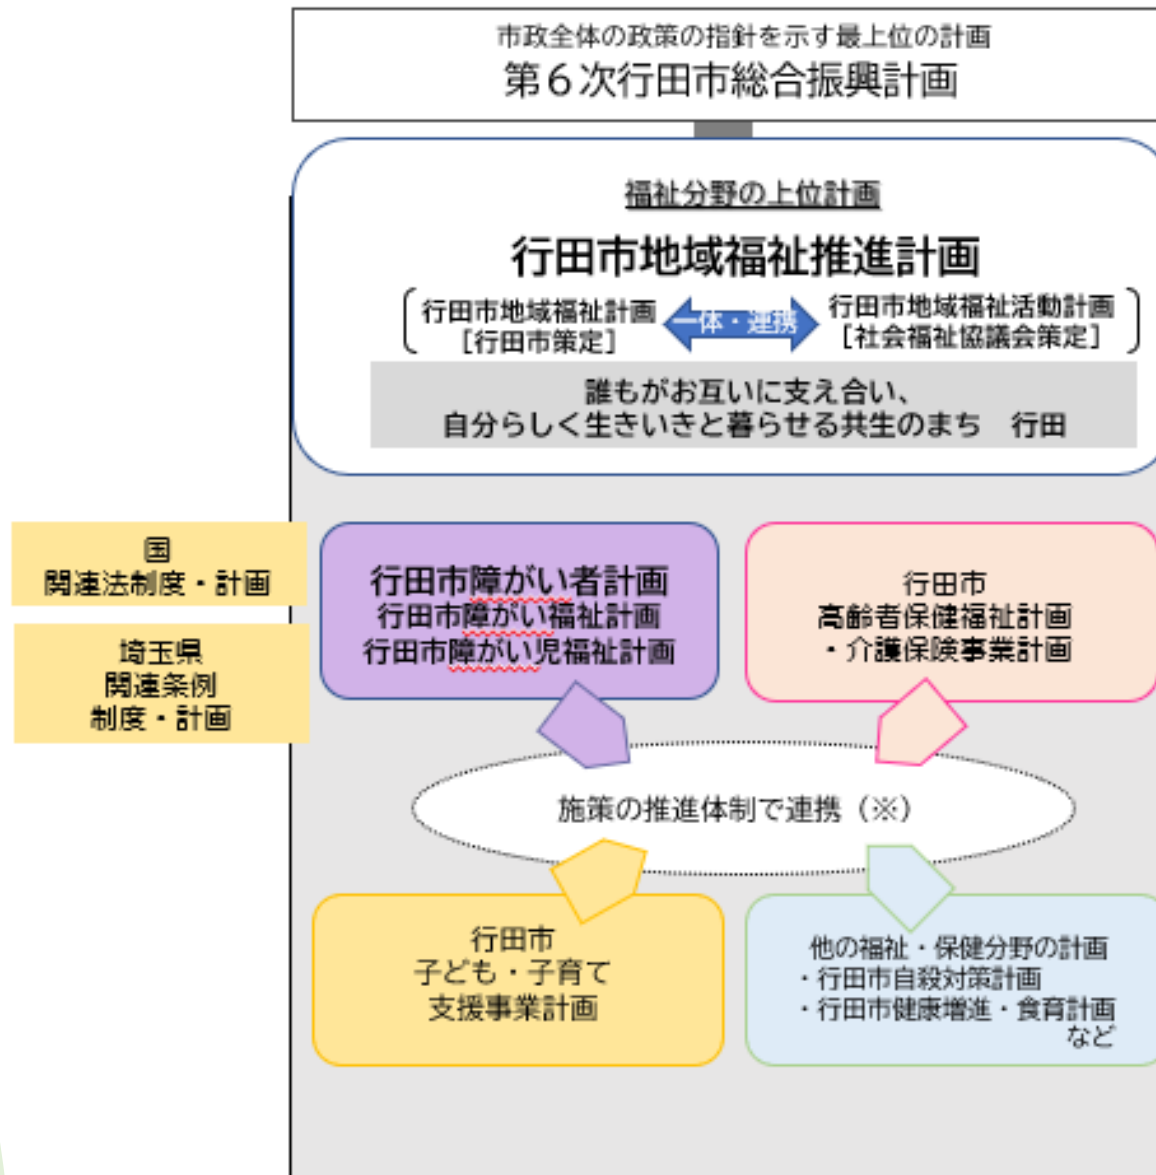 市政全体の政策の指針を示す最上位の計画
第６次行田市総合振興計画
福祉分野の上位計画
行田市地域福祉推進計画
行田市地域福祉計画
[行田市策定]
一体・連携
行田市地域福祉活動計画
[社会福祉協議会策定]
誰もがお互いに支え合い、
自分らしく生きいきと暮らせる共生のまち　行田
国
関連法制度・計画
埼玉県
関連条例
制度・計画
行田市障がい者計画
行田市障がい福祉計画
行田市障がい児福祉計画
行田市
高齢者保健福祉計画
・介護保険事業計画
施策の推進体制で連携（※）
行田市
子ども・子育て
支援事業計画
他の福祉・保健分野の計画
・行田市自殺対策計画
・行田市健康増進・食育計画
など